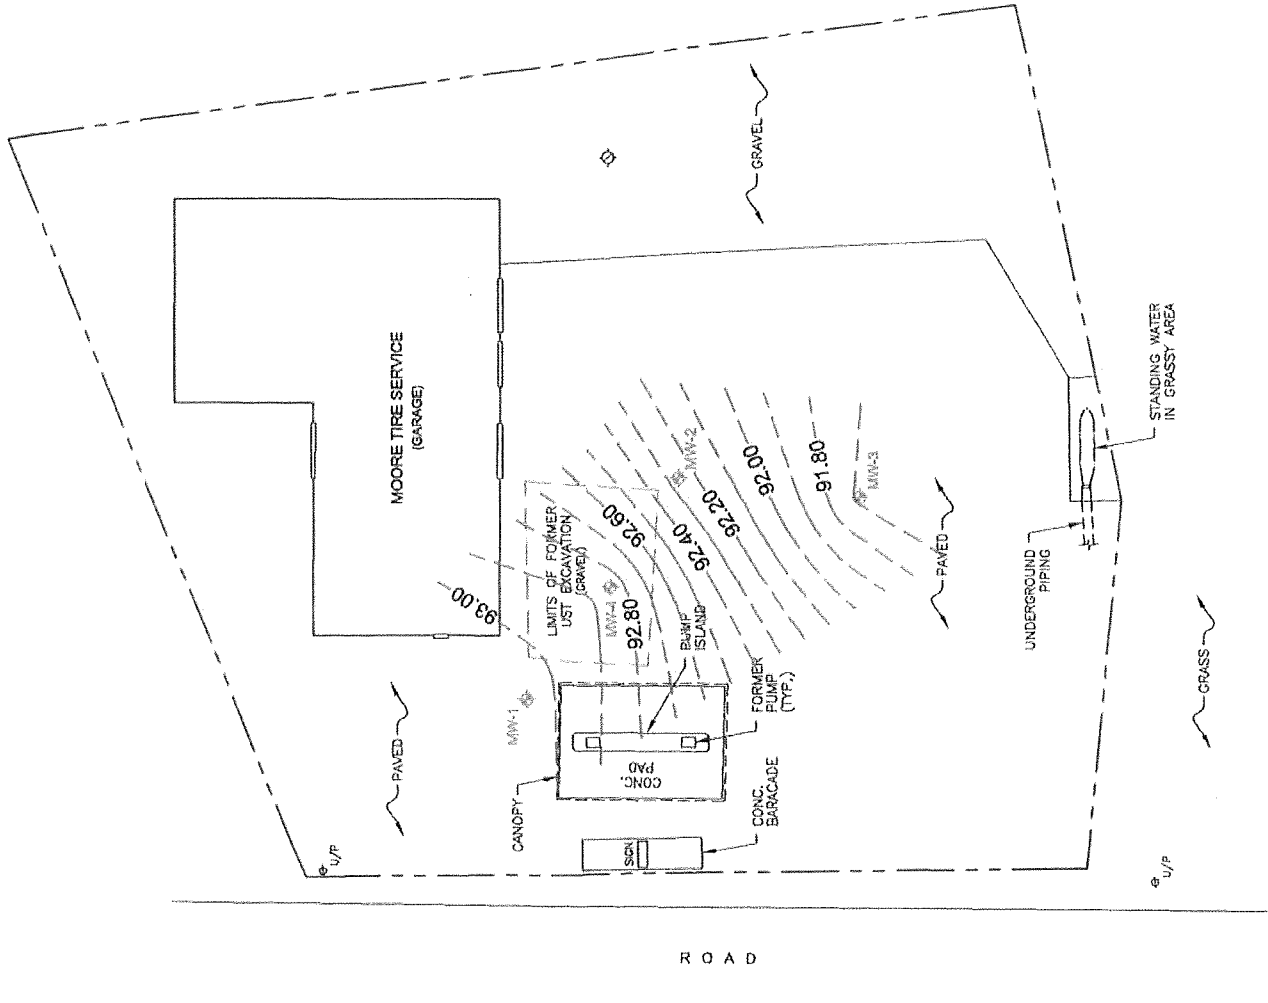 GRAVEL
MOORE TIRE SERVICE
(GARAGE)
STANDING WATER
IN GRASSY AREA
MW-2
92.00
91.80
MW-3
LIMITS OF FORMER
UST EXCAVATION
(GRAVEL)
92.60
92.20
92.40
93.00
MW-4
92.80
PUMP
ISLAND
PAVED
UNDERGROUND
PIPING
GRASS
MW-1
FORMER
PUMP
(TYP.)
PAVED
CONC.
PAD
CANOPY
CONC.
BARACADE
SIGN
U/P
U/P
ROAD